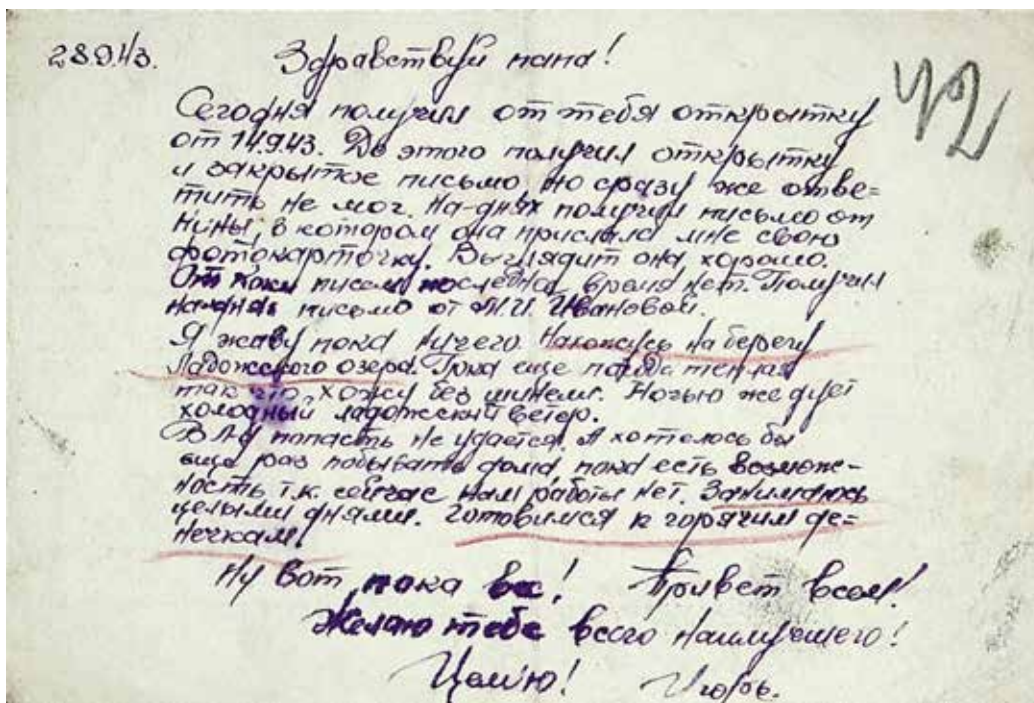 28.9.43.
Здравствуй папа!
42
Сегодня получил от тебя открытку
от 14.9.43. До этого получил открытку
и закрытое письмо, но сразу же отве=
тить не мог. На-днях получил письмо от
Нины, в котором она прислала мне свою
фотокарточку. Выглядит она хорошо.
От писем последнее время нет. Получил
на-днях письмо от М.И. Ивановой.
Я живу пока ничего. Нахожусь на берегу
Ладожского озера. Пока еще погода теплая
так что, хожу без шинели. Ночью же дует
холодный ладожский ветер.
В Л-д попасть не удается. А хотелось бы
еще раз побывать дома, пока есть возмож-
ность, т.к. сейчас нам работы нет. Занимаюсь
целыми днями. Готовимся к горячим де=
нечкам!
Ну вот, пока все! Привет всем!
Желаю тебе всего наилучшего!
Целую! Игорь.